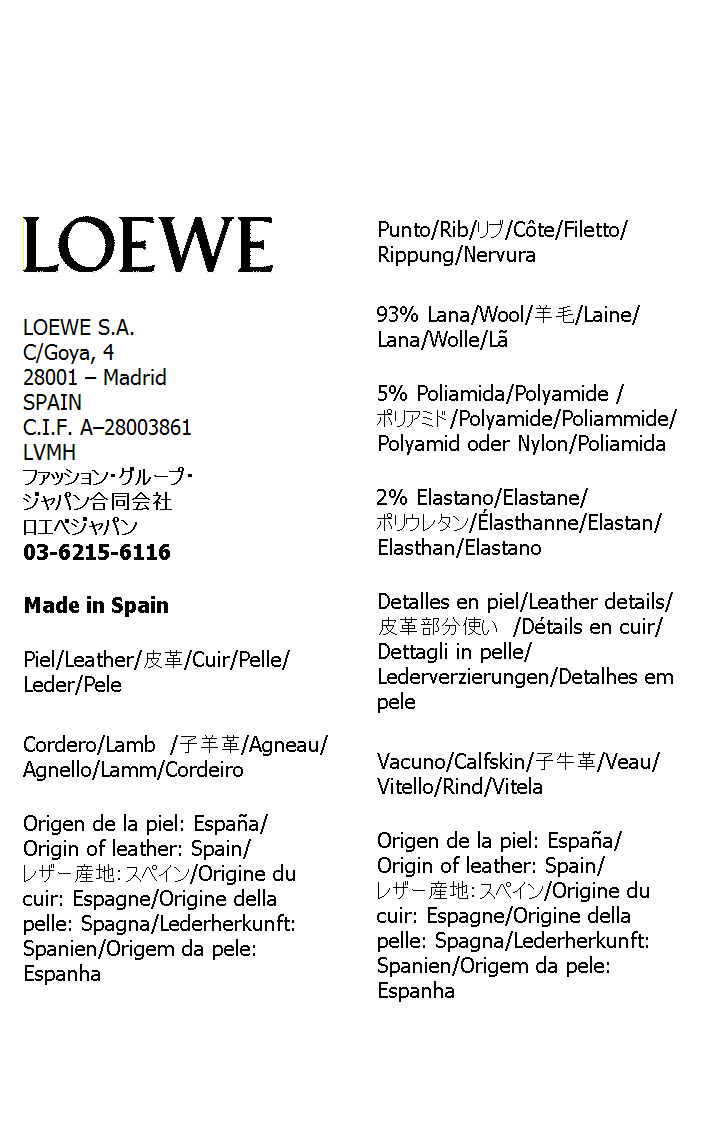 LOEWE
LOEWE S.A.
C/Goya, 4
28001 – Madrid
SPAIN
C.I.F. A–28003861
LVMH
ファッション・グループ・
ジャパン合同会社
ロエベジャパン
03-6215-6116
Made in Spain
Piel/Leather/皮革/Cuir/Pelle/
Leder/Pele
Cordero/Lamb /子羊革/Agneau/
Agnello/Lamm/Cordeiro
Origen de la piel: España/
Origin of leather: Spain/
レザー産地：スペイン/Origine du
cuir: Espagne/Origine della
pelle: Spagna/Lederherkunft:
Spanien/Origem da pele:
Espanha
Punto/Rib/リブ/Côte/Filetto/
Rippung/Nervura
93% Lana/Wool/羊毛/Laine/
Lana/Wolle/Lã
5% Poliamida/Polyamide /
ポリアミド/Polyamide/Poliammide/
Polyamid oder Nylon/Poliamida
2% Elastano/Elastane/
ポリウレタン/Élasthanne/Elastan/
Elasthan/Elastano
Detalles en piel/Leather details/
皮革部分使い /Détails en cuir/
Dettagli in pelle/
Lederverzierungen/Detalhes em
pele
Vacuno/Calfskin/子牛革/Veau/
Vitello/Rind/Vitela
Origen de la piel: España/
Origin of leather: Spain/
レザー産地：スペイン/Origine du
cuir: Espagne/Origine della
pelle: Spagna/Lederherkunft:
Spanien/Origem da pele:
Espanha